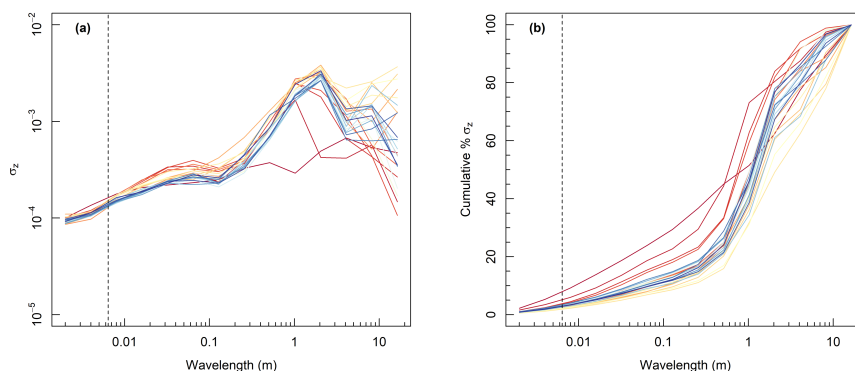 (a)
σz
10⁻²
10⁻³
10⁻⁴
10⁻⁵
0.01 0.1 1 10
Wavelength (m)
(b)
Cumulative % σz
100
80
60
40
20
0
0.01 0.1 1 10
Wavelength (m)